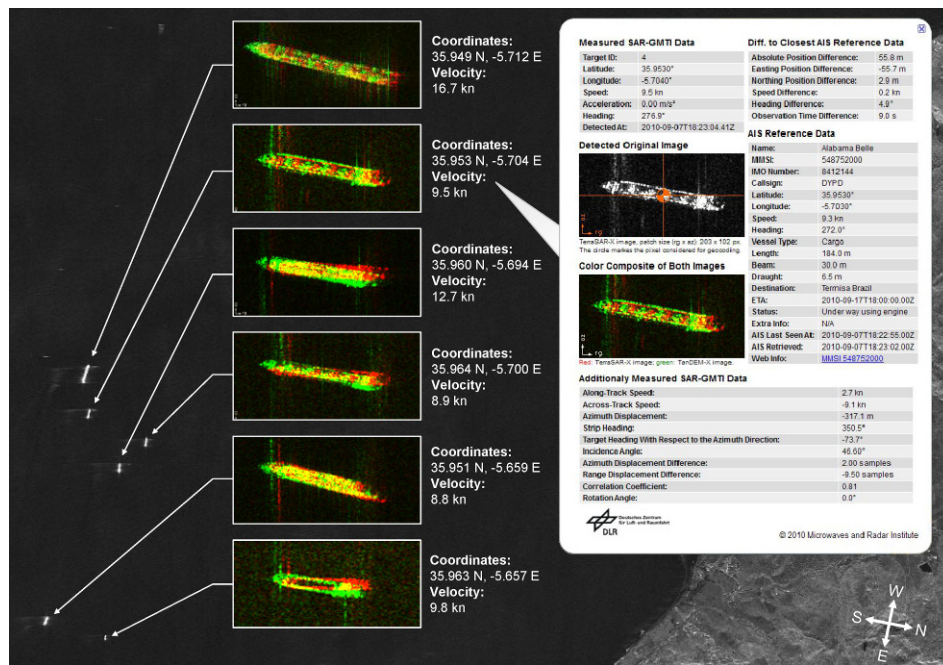 Coordinates:
35.949 N, -5.712 E
Velocity:
16.7 kn
Coordinates:
35.953 N, -5.704 E
Velocity:
9.5 kn
Coordinates:
35.960 N, -5.694 E
Velocity:
12.7 kn
Coordinates:
35.964 N, -5.700 E
Velocity:
8.9 kn
Coordinates:
35.951 N, -5.659 E
Velocity:
8.8 kn
Coordinates:
35.963 N, -5.657 E
Velocity:
9.8 kn
Measured SAR-GMTI Data
Target ID: 4
Latitude: 35.9530°
Longitude: -5.7040°
Speed: 9.5 kn
Acceleration: 0.00 m/s²
Heading: 276.9°
Detected At: 2010-09-07T18:23:04.41Z
Detected Original Image
az
rg
TerraSAR-X image, patch size (rg x az): 203 x 102 px.
The circle marks the pixel considered for geocoding.
Color Composite of Both Images
az
rg
Red: TerraSAR-X image; green: TanDEM-X image.
Diff. to Closest AIS Reference Data
Absolute Position Difference: 55.8 m
Easting Position Difference: -55.7 m
Northing Position Difference: 2.9 m
Speed Difference: 0.2 kn
Heading Difference: 4.9°
Observation Time Difference: 9.0 s
AIS Reference Data
Name: Alabama Belle
MMSI: 548752000
IMO Number: 8412144
Callsign: DYPD
Latitude: 35.9530°
Longitude: -5.7030°
Speed: 9.3 kn
Heading: 272.0°
Vessel Type: Cargo
Length: 184.0 m
Beam: 30.0 m
Draught: 6.5 m
Destination: Termisa Brazil
ETA: 2010-09-17T18:00:00.00Z
Status: Under way using engine
Extra Info: N/A
AIS Last Seen At: 2010-09-07T18:22:55.00Z
AIS Retrieved: 2010-09-07T18:23:02.00Z
Web Info: MMSI 548752000
Additionaly Measured SAR-GMTI Data
Along-Track Speed: 2.7 kn
Across-Track Speed: -9.1 kn
Azimuth Displacement: -317.1 m
Strip Heading: 350.5°
Target Heading With Respect to the Azimuth Direction: -73.7°
Incidence Angle: 46.60°
Azimuth Displacement Difference: 2.00 samples
Range Displacement Difference: -9.50 samples
Correlation Coefficient: 0.81
Rotation Angle: 0.0°
Deutsches Zentrum
für Luft- und Raumfahrt
DLR
© 2010 Microwaves and Radar Institute
W
S
N
E